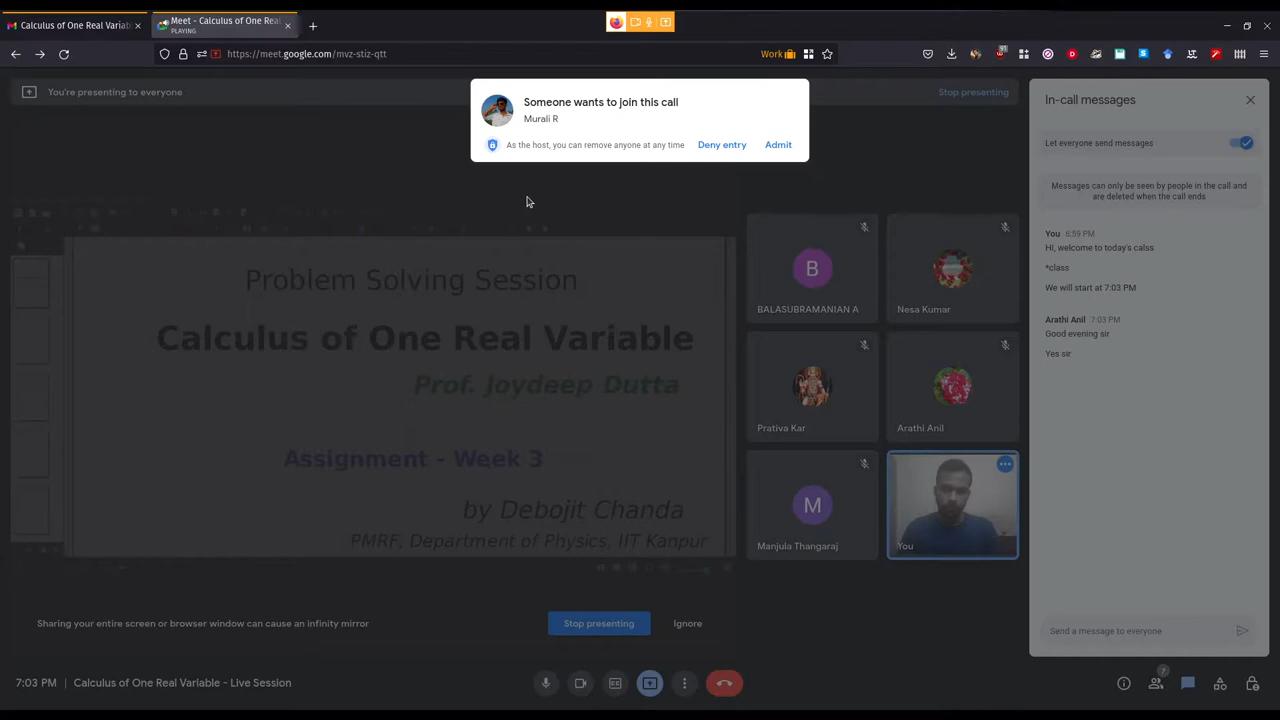 Calculus of One Real Variab
Meet - Calculus of One Rea
PLAYING
https://meet.google.com/mvz-stiz-qtt
Work
91
You're presenting to everyone
Stop presenting
Someone wants to join this call
Murali R
As the host, you can remove anyone at any time
Deny entry
Admit
In-call messages
Let everyone send messages
Messages can only be seen by people in the call and
are deleted when the call ends
You 6:59 PM
Hi, welcome to today's calss
*class
We will start at 7:03 PM
Arathi Anil 7:03 PM
Good evening sir
Yes sir
Send a message to everyone
Problem Solving Session
Calculus of One Real Variable
Prof. Joydeep Dutta
Assignment - Week 3
by Debojit Chanda
PMRF, Department of Physics, IIT Kanpur
B
BALASUBRAMANIAN A
Nesa Kumar
Prativa Kar
Arathi Anil
M
Manjula Thangaraj
You
Sharing your entire screen or browser window can cause an infinity mirror
Stop presenting
Ignore
7:03 PM | Calculus of One Real Variable - Live Session
7